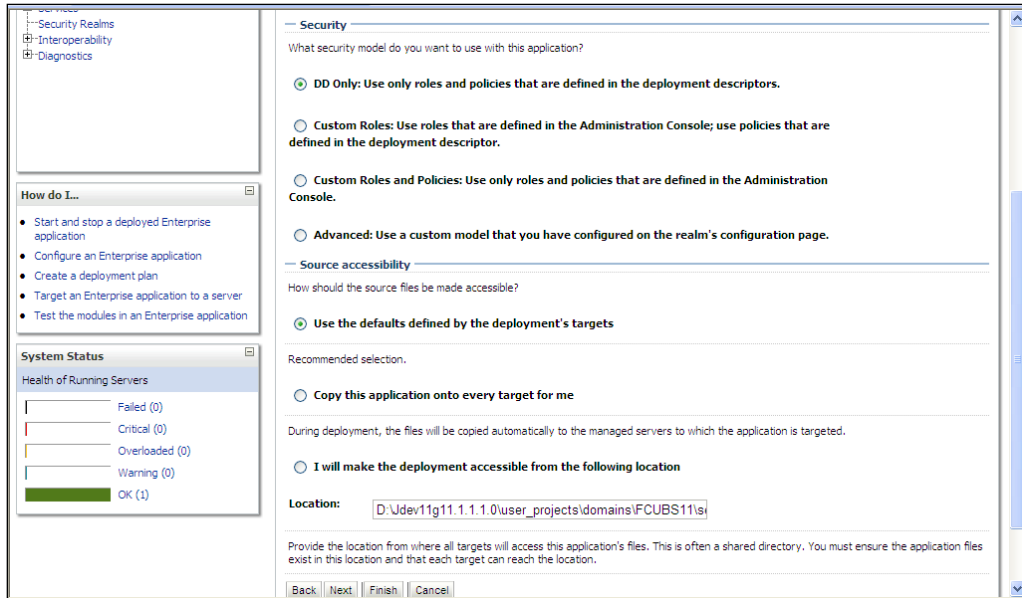 Services
Security Realms
Interoperability
Diagnostics
How do I...
Start and stop a deployed Enterprise
application
Configure an Enterprise application
Create a deployment plan
Target an Enterprise application to a server
Test the modules in an Enterprise application
System Status
Health of Running Servers
Failed (0)
Critical (0)
Overloaded (0)
Warning (0)
OK (1)
Security
What security model do you want to use with this application?
DD Only: Use only roles and policies that are defined in the deployment descriptors.
Custom Roles: Use roles that are defined in the Administration Console; use policies that are
defined in the deployment descriptor.
Custom Roles and Policies: Use only roles and policies that are defined in the Administration
Console.
Advanced: Use a custom model that you have configured on the realm's configuration page.
Source accessibility
How should the source files be made accessible?
Use the defaults defined by the deployment's targets
Recommended selection.
Copy this application onto every target for me
During deployment, the files will be copied automatically to the managed servers to which the application is targeted.
I will make the deployment accessible from the following location
Location: D:\Jdev11g11.1.1.1.0\user_projects\domains\FCUBS11\se
Provide the location from where all targets will access this application's files. This is often a shared directory. You must ensure the application files
exist in this location and that each target can reach the location.
Back Next Finish Cancel